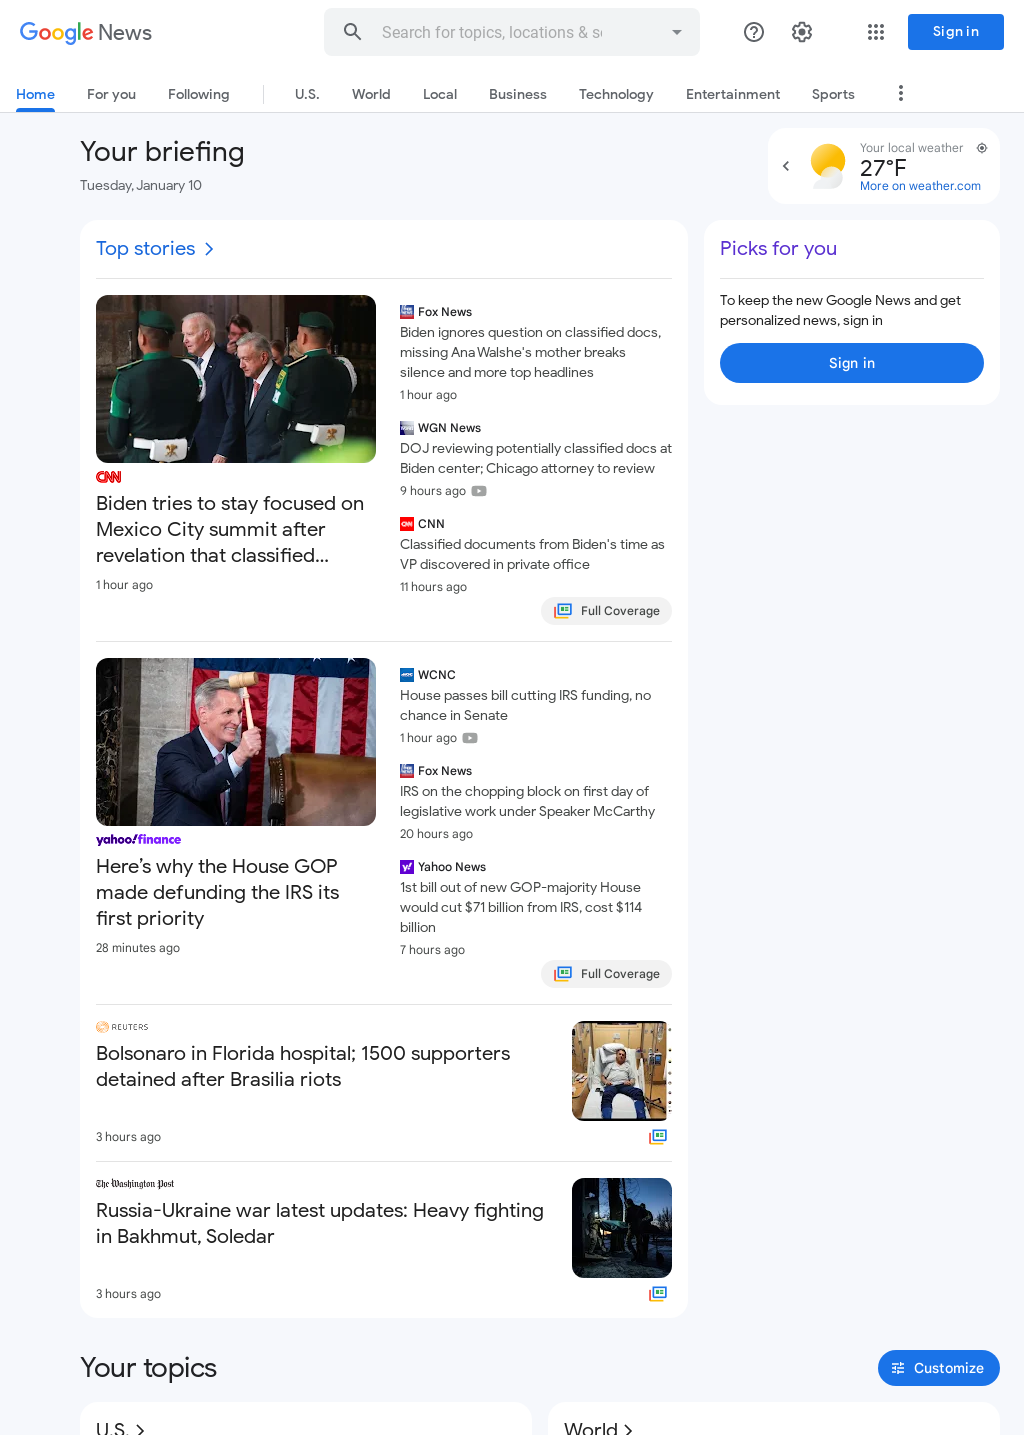 Google News
Search for topics, locations & s
Sign in
Home
For you
Following
U.S.
World
Local
Business
Technology
Entertainment
Sports
Your briefing
Tuesday, January 10
Your local weather
27°F
More on weather.com
Top stories
Picks for you
To keep the new Google News and get
personalized news, sign in
Sign in
CNN
Biden tries to stay focused on
Mexico City summit after
revelation that classified...
1 hour ago
Fox News
Biden ignores question on classified docs,
missing Ana Walshe's mother breaks
silence and more top headlines
1 hour ago
WGN News
DOJ reviewing potentially classified docs at
Biden center; Chicago attorney to review
9 hours ago
CNN
CNN
Classified documents from Biden's time as
VP discovered in private office
11 hours ago
Full Coverage
yahoo!finance
Here’s why the House GOP
made defunding the IRS its
first priority
28 minutes ago
WCNC
House passes bill cutting IRS funding, no
chance in Senate
1 hour ago
Fox News
IRS on the chopping block on first day of
legislative work under Speaker McCarthy
20 hours ago
y!
Yahoo News
1st bill out of new GOP-majority House
would cut $71 billion from IRS, cost $114
billion
7 hours ago
Full Coverage
REUTERS
Bolsonaro in Florida hospital; 1500 supporters
detained after Brasilia riots
3 hours ago
The Washington Post
Russia-Ukraine war latest updates: Heavy fighting
in Bakhmut, Soledar
3 hours ago
Your topics
Customize
U.S.
World